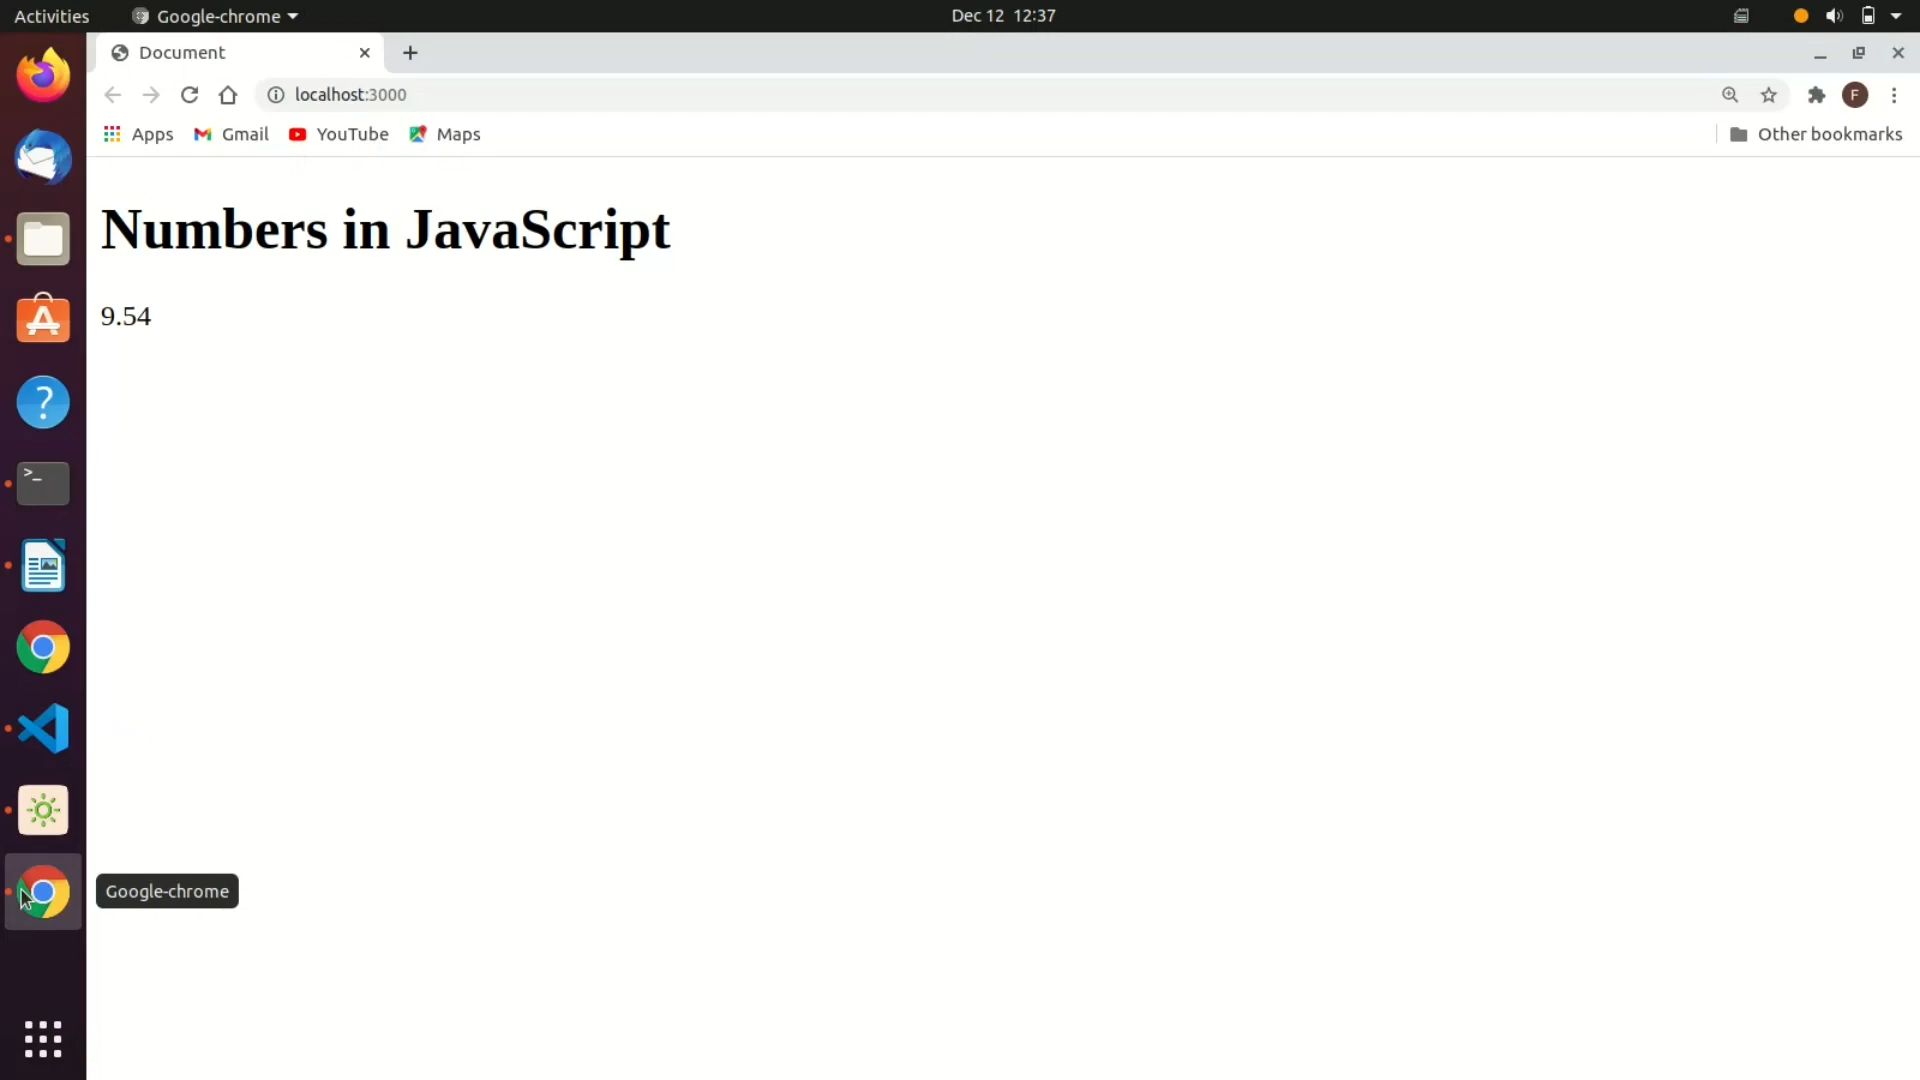 Activities
Google-chrome
Dec 12 12:37
Document
localhost:3000
F
Apps
Gmail
YouTube
Maps
Other bookmarks
Numbers in JavaScript
9.54
?
>_
Google-chrome